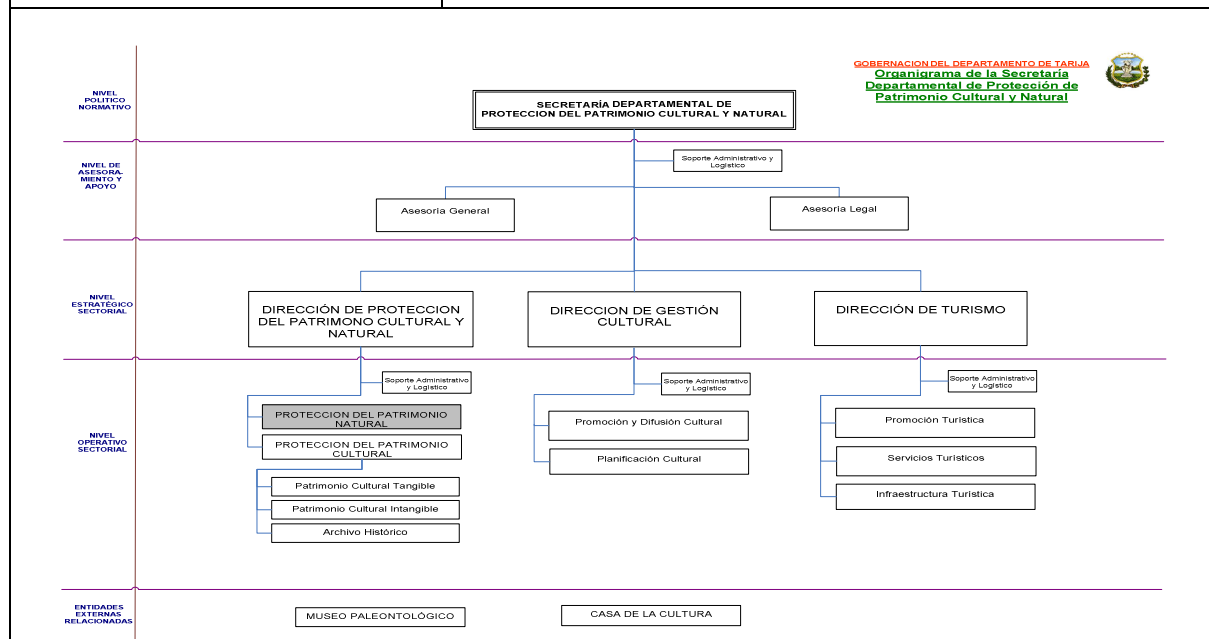 GOBERNACION DEL DEPARTAMENTO DE TARIJA
Organigrama de la Secretaría
Departamental de Protección de
Patrimonio Cultural y Natural
NIVEL
POLITICO
NORMATIVO
SECRETARÍA DEPARTAMENTAL DE
PROTECCION DEL PATRIMONIO CULTURAL Y NATURAL
NIVEL DE
ASESORA-
MIENTO Y
APOYO
Soporte Administrativo y
Logístico
Asesoría General
Asesoría Legal
NIVEL
ESTRATÉGICO
SECTORIAL
DIRECCIÓN DE PROTECCION
DEL PATRIMONO CULTURAL Y
NATURAL
DIRECCION DE GESTIÓN
CULTURAL
DIRECCIÓN DE TURISMO
NIVEL
OPERATIVO
SECTORIAL
Soporte Administrativo
y Logístico
PROTECCION DEL PATRIMONIO
NATURAL
PROTECCION DEL PATRIMONIO
CULTURAL
Patrimonio Cultural Tangible
Patrimonio Cultural Intangible
Archivo Histórico
Soporte Administrativo
y Logístico
Promoción y Difusión Cultural
Planificación Cultural
Soporte Administrativo
y Logístico
Promoción Turística
Servicios Turísticos
Infraestructura Turística
ENTIDADES
EXTERNAS
RELACIONADAS
MUSEO PALEONTOLÓGICO
CASA DE LA CULTURA